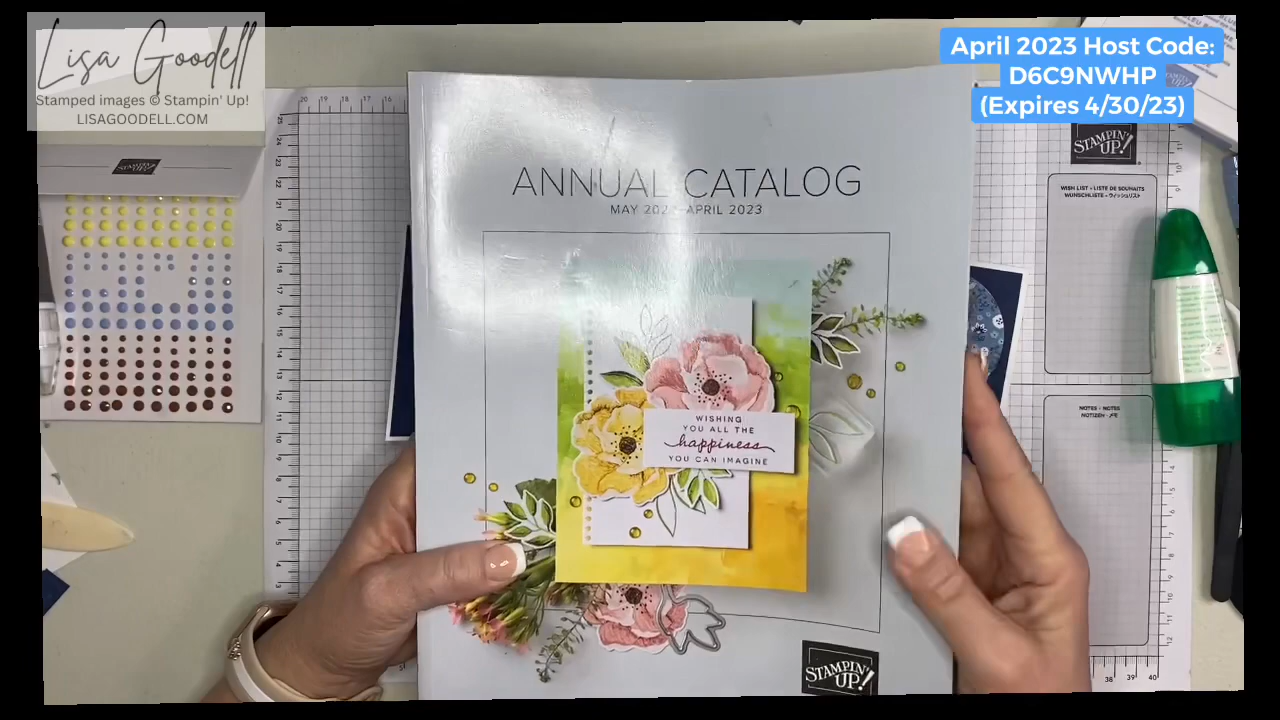 Lisa Goodell
Stamped images © Stampin' Up!
LISAGOODELL.COM
April 2023 Host Code:
D6C9NWHP
(Expires 4/30/23)
STAMPIN' UP!
WISH LIST • LISTE DE SOUHAITS
WUNSCHLISTE • ウィッシュリスト
NOTES • NOTES
NOTIZEN • メモ
ANNUAL CATALOG
APRIL 2023
WISHING
YOU ALL THE
happiness
YOU CAN IMAGINE
STAMPIN'
UP!